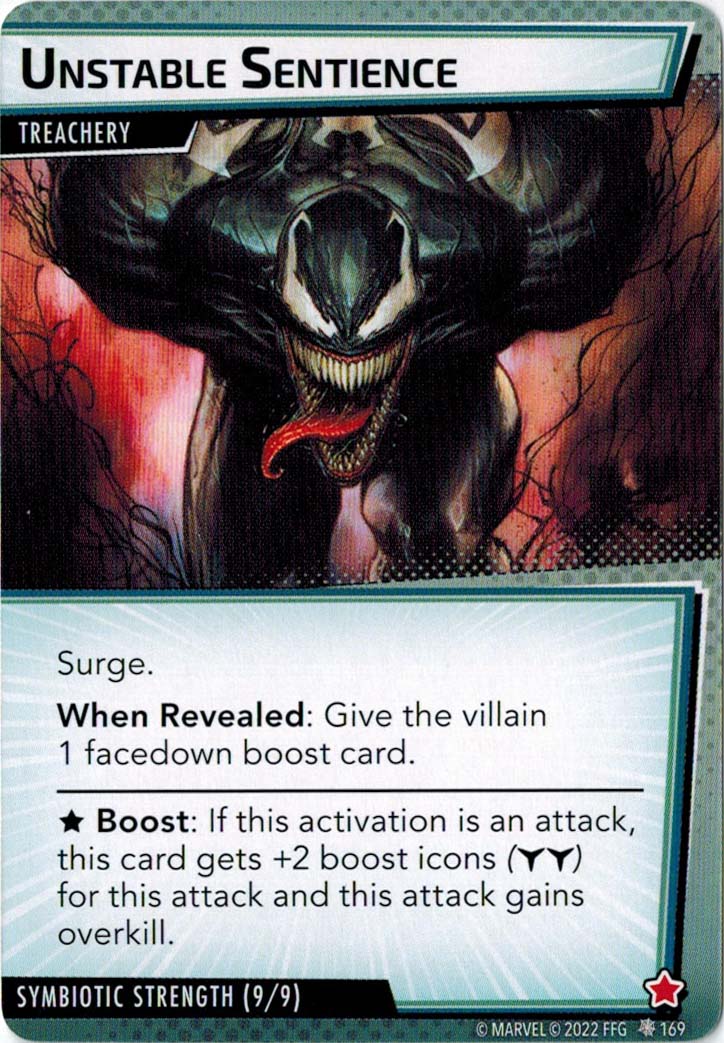 UNSTABLE SENTIENCE
TREACHERY
Surge.
When Revealed: Give the villain
1 facedown boost card.
★ Boost: If this activation is an attack,
this card gets +2 boost icons ()
for this attack and this attack gains
overkill.
SYMBIOTIC STRENGTH (9/9)
© MARVEL © 2022 FFG 169